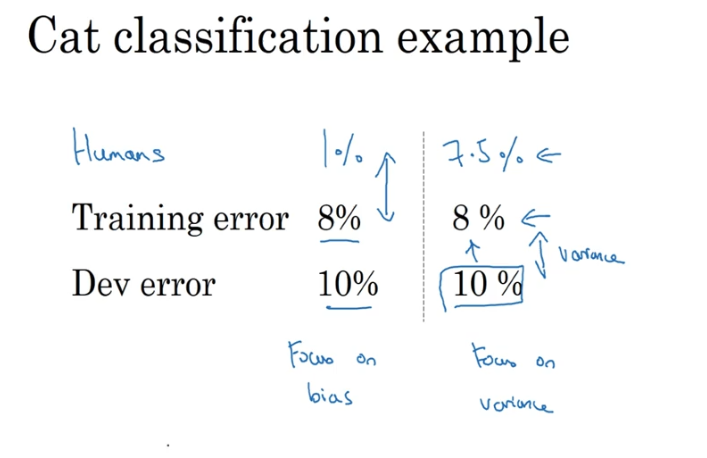 Cat classification example
Humans 1% 7.5%
Training error 8% 8 %
variance
Dev error 10% 10 %
Focus on bias
Focus on variance